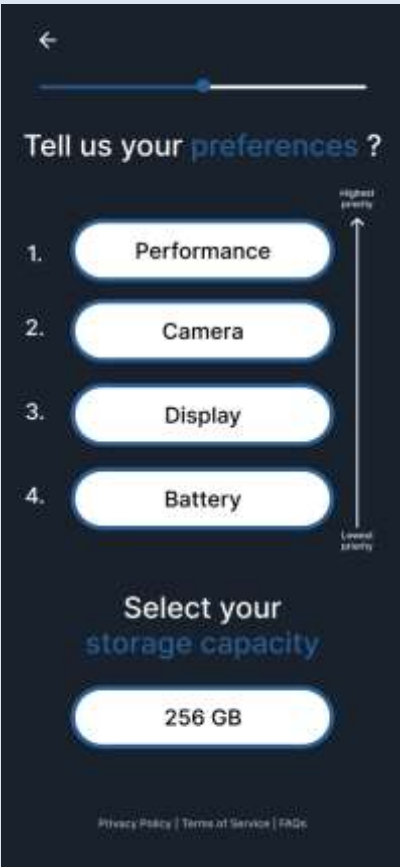 Tell us your preferences ?
Highest
priority
1. Performance
2. Camera
3. Display
4. Battery
Lowest
priority
Select your
storage capacity
256 GB
Privacy Policy | Terms of Service | FAQs